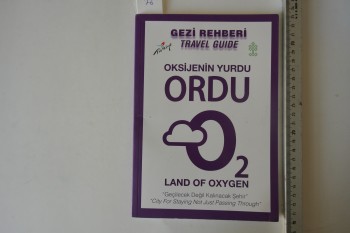 GEZİ REHBERİ
TRAVEL GUIDE
OKSİJENİN YURDU
ORDU
O2
LAND OF OXYGEN
"Geçilecek Değil Kalınacak Şehir"
"City For Staying Not Just Passing Through"